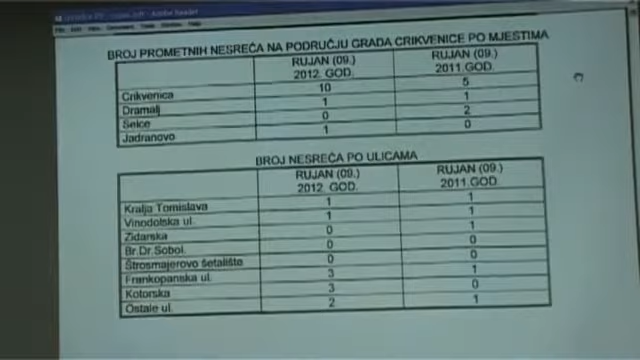 Adobe Reader
BROJ PROMETNIH NESREĆA NA PODRUČJU GRADA CRIKVENICE PO MJESTIMA
RUJAN (09.) 2012. GOD. RUJAN (09.) 2011.GOD.
Crikvenica 10 5
Dramalj 1 1
Selce 0 2
Jadranovo 1 0
BROJ NESREĆA PO ULICAMA
RUJAN (09.) 2012. GOD. RUJAN (09.) 2011.GOD.
Kralja Tomislava 1 1
Vinodolska ul. 1 1
Zidarska 0 1
Br.Dr.Sobol. 0 0
Štrosmajerovo šetalište 0 0
Frankopanska ul. 3 1
Kotorska 3 0
Ostale ul. 2 1